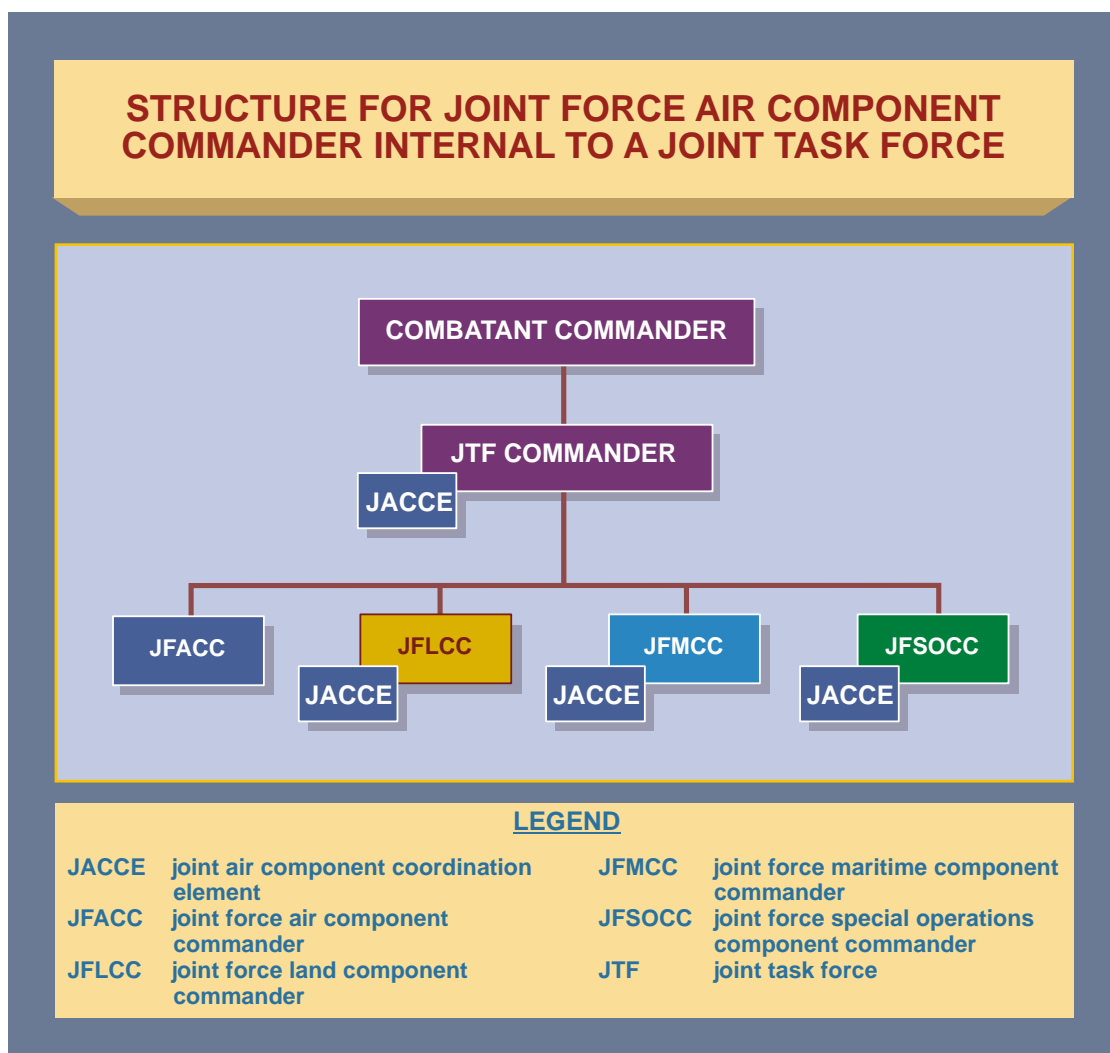 STRUCTURE FOR JOINT FORCE AIR COMPONENT
COMMANDER INTERNAL TO A JOINT TASK FORCE
COMBATANT COMMANDER
JTF COMMANDER
JACCE
JFACC
JFLCC
JFMCC
JFSOCC
JACCE
JACCE
JACCE
LEGEND
JACCE joint air component coordination
element
JFACC joint force air component
commander
JFLCC joint force land component
commander
JFMCC joint force maritime component
commander
JFSOCC joint force special operations
component commander
JTF joint task force